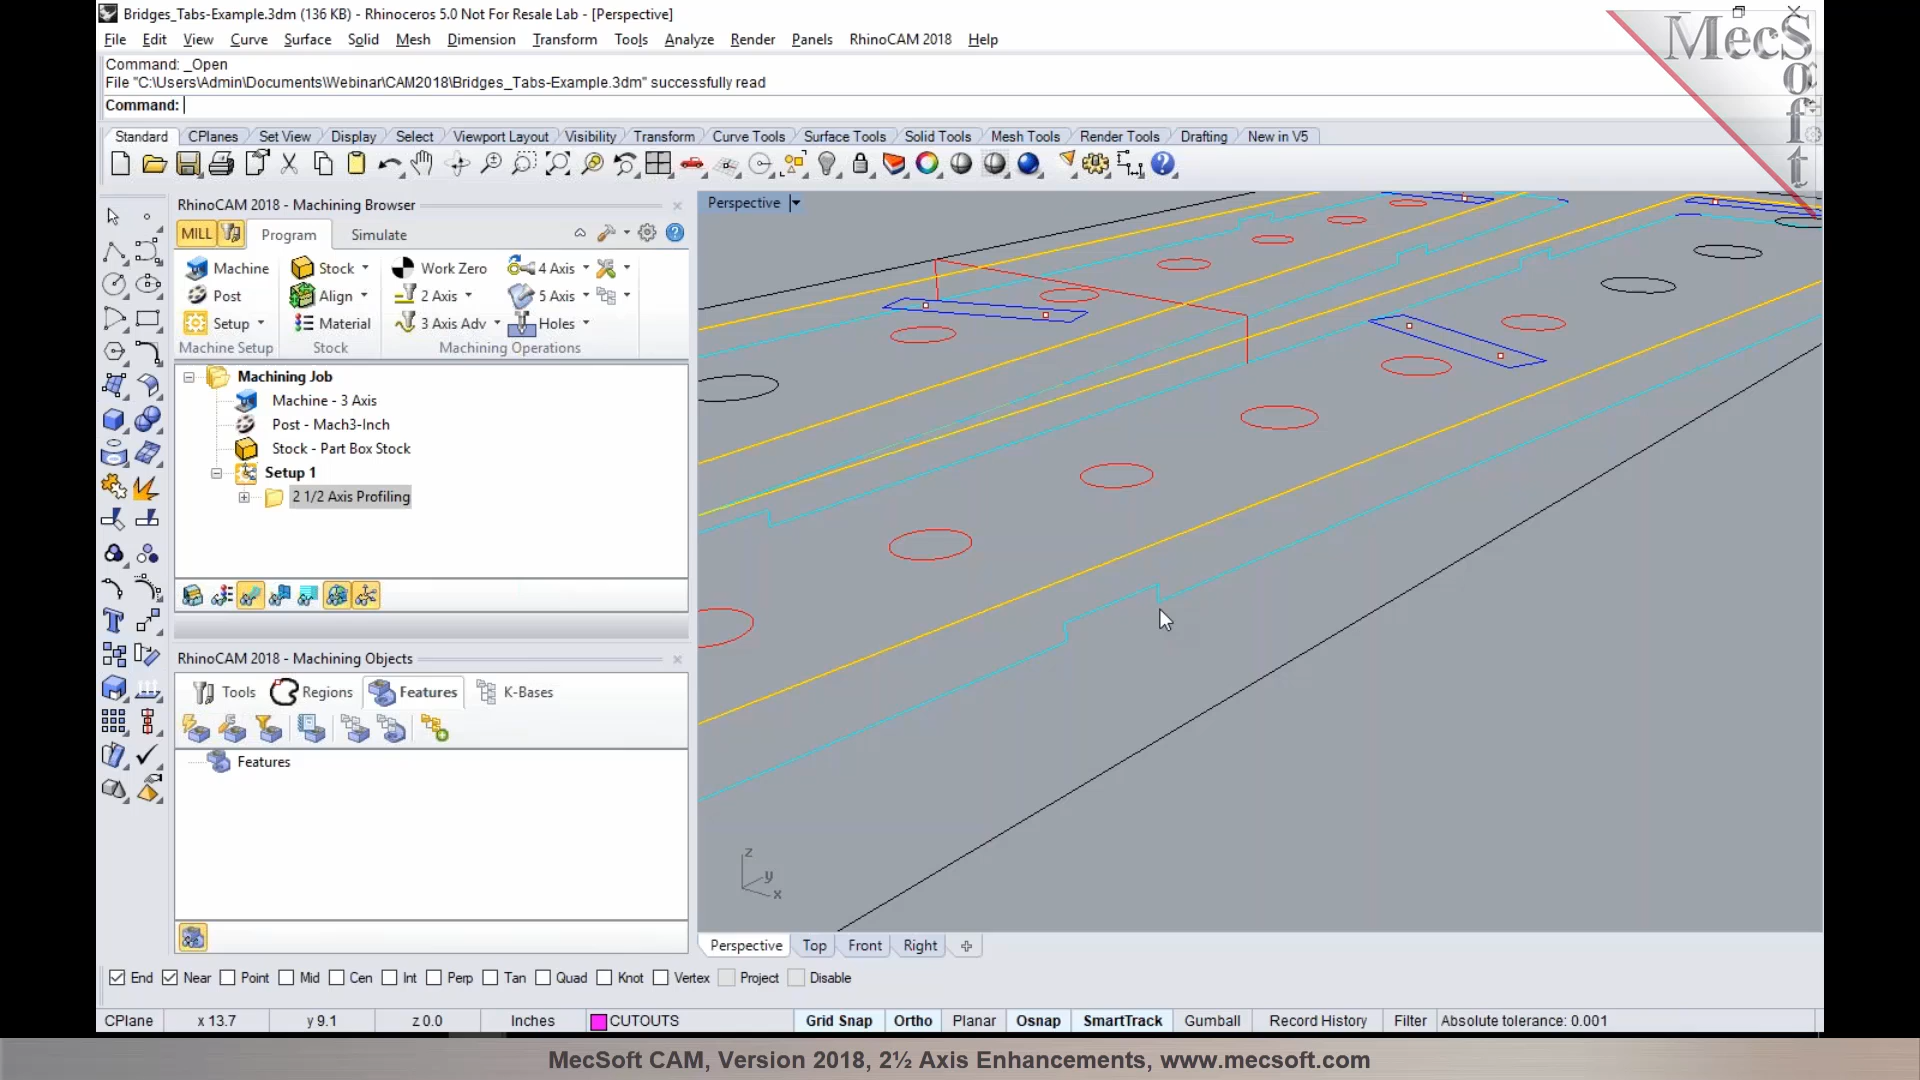 Bridges_Tabs-Example.3dm (136 KB) - Rhinoceros 5.0 Not For Resale Lab - [Perspective]
File Edit View Curve Surface Solid Mesh Dimension Transform Tools Analyze Render Panels RhinoCAM 2018 Help
Command: _Open
File "C:\Users\Admin\Documents\Webinar\CAM2018\Bridges_Tabs-Example.3dm" successfully read
Command:
Standard CPlanes Set View Display Select Viewport Layout Visibility Transform Curve Tools Surface Tools Solid Tools Mesh Tools Render Tools Drafting New in V5
MecSoft
RhinoCAM 2018 - Machining Browser
MILL Program Simulate
Machine Stock Work Zero 4 Axis
Post Align 2 Axis 5 Axis
Setup Material 3 Axis Adv Holes
Machine Setup Stock Machining Operations
Machining Job
Machine - 3 Axis
Post - Mach3-Inch
Stock - Part Box Stock
Setup 1
2 1/2 Axis Profiling
RhinoCAM 2018 - Machining Objects
Tools Regions Features K-Bases
Features
Perspective
z
y
x
Perspective Top Front Right
End Near Point Mid Cen Int Perp Tan Quad Knot Vertex Project Disable
CPlane x 13.7 y 9.1 z 0.0 Inches CUTOUTS Grid Snap Ortho Planar Osnap SmartTrack Gumball Record History Filter Absolute tolerance: 0.001
MecSoft CAM, Version 2018, 2½ Axis Enhancements, www.mecsoft.com